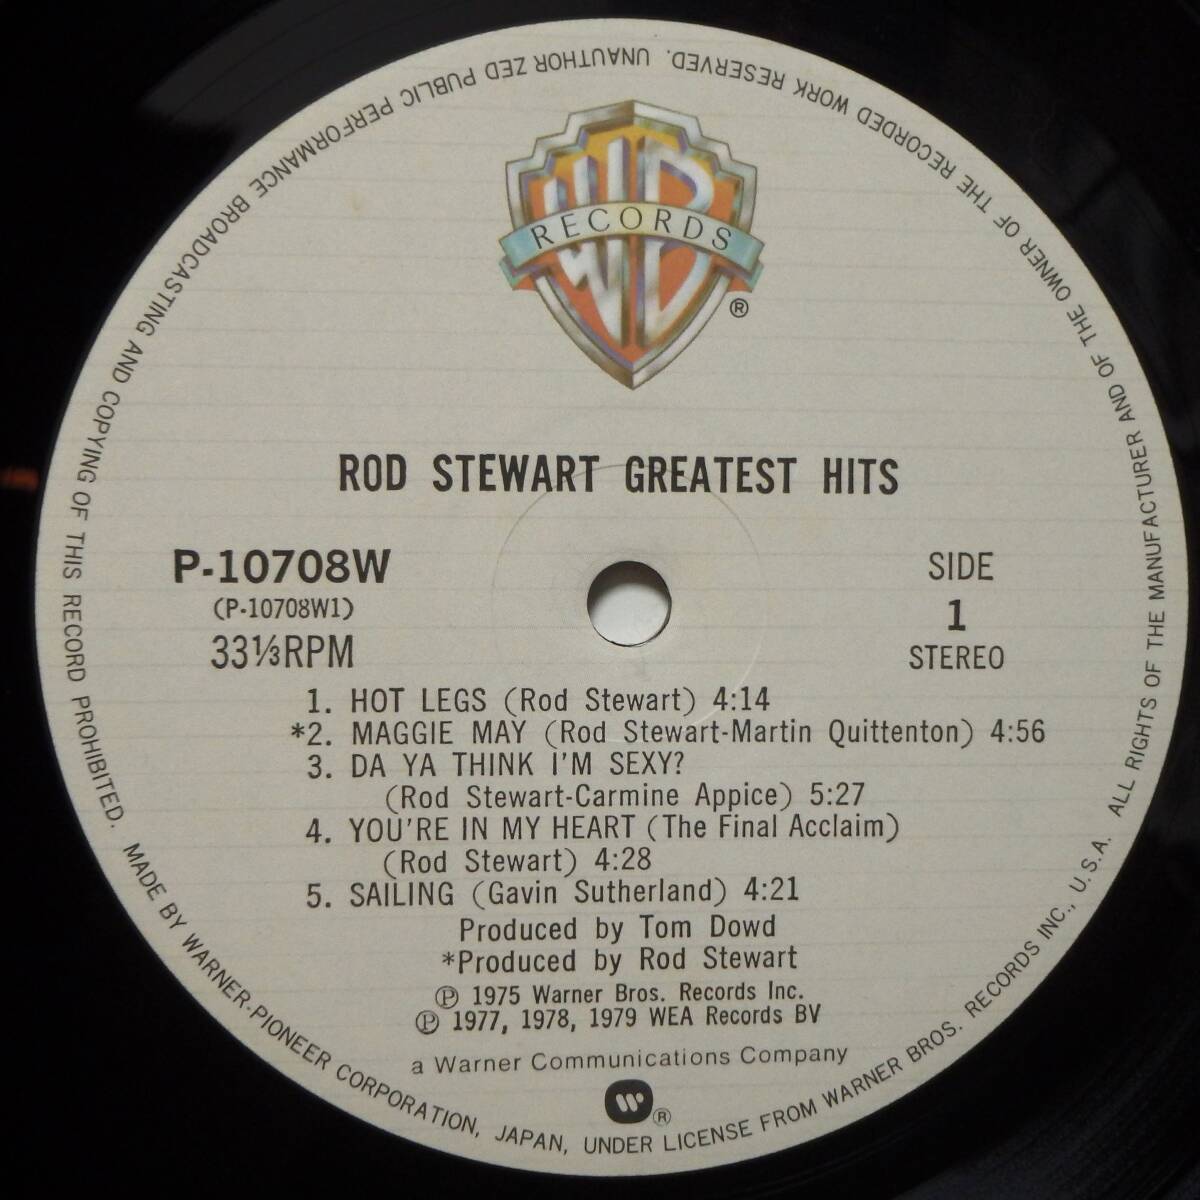 WB
RECORDS
®
ROD STEWART GREATEST HITS
P-10708W
(P-10708W1)
33⅓RPM
SIDE
1
STEREO
1. HOT LEGS (Rod Stewart) 4:14
*2. MAGGIE MAY (Rod Stewart-Martin Quittenton) 4:56
3. DA YA THINK I'M SEXY?
(Rod Stewart-Carmine Appice) 5:27
4. YOU'RE IN MY HEART (The Final Acclaim)
(Rod Stewart) 4:28
5. SAILING (Gavin Sutherland) 4:21
Produced by Tom Dowd
*Produced by Rod Stewart
℗ 1975 Warner Bros. Records Inc.
℗ 1977, 1978, 1979 WEA Records BV
a Warner Communications Company
®
MADE BY WARNER-PIONEER CORPORATION, JAPAN, UNDER LICENSE FROM WARNER BROS. RECORDS INC., U.S.A. ALL RIGHTS OF THE MANUFACTURER AND OF THE OWNER OF THE RECORDED WORK RESERVED. UNAUTHOR ZED PUBLIC PERFORMANCE BROADCASTING AND COPYING OF THIS RECORD PROHIBITED.